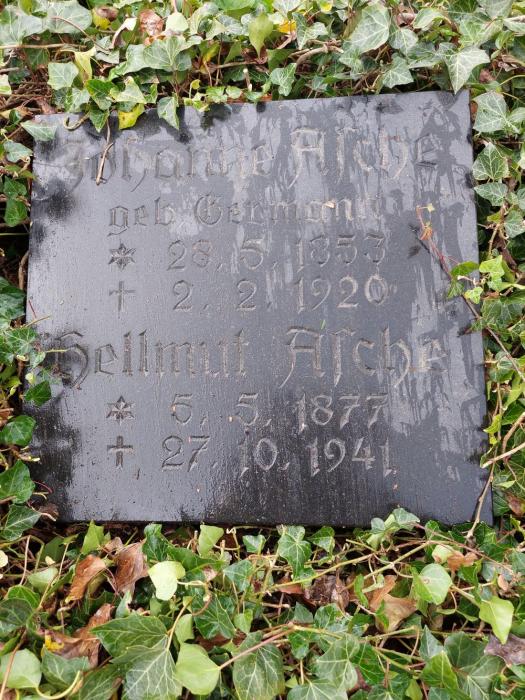 Johanne Aſche
geb. Germann
* 28. 5. 1853
† 2. 2. 1920
Hellmut Aſche
* 5. 5. 1877
† 27. 10. 1941